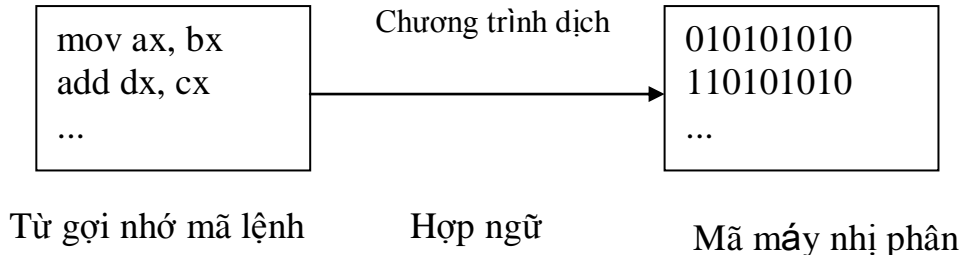 mov ax, bx
add dx, cx
...
Chương trình dịch
010101010
110101010
...
Từ gợi nhớ mã lệnh
Hợp ngữ
Mã máy nhị phân